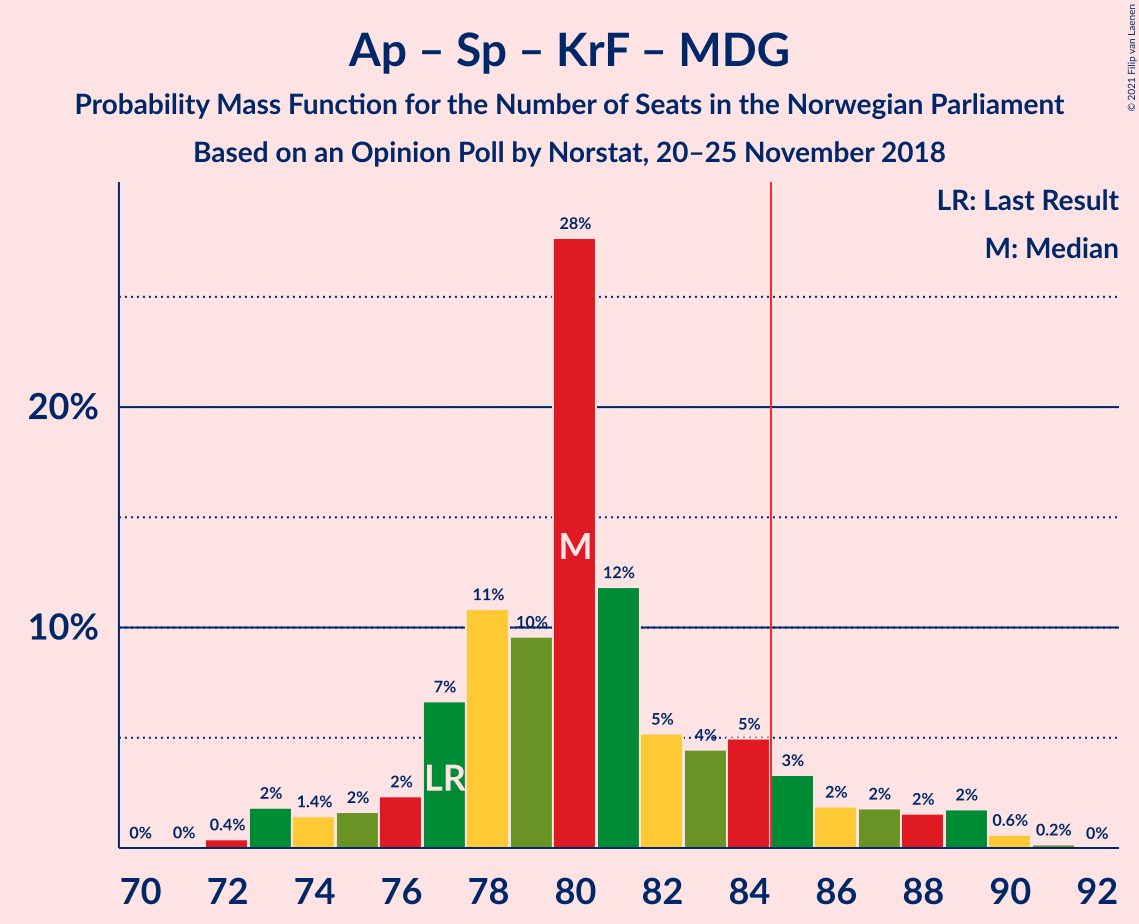 Ap – Sp – KrF – MDG
Probability Mass Function for the Number of Seats in the Norwegian Parliament
Based on an Opinion Poll by Norstat, 20–25 November 2018
© 2021 Filip van Laenen
LR: Last Result
M: Median
20%
10%
0% 0% 0.4% 2% 1.4% 2% 2% 7% 11% 10% 28% 12% 5% 4% 5% 3% 2% 2% 2% 2% 0.6% 0.2% 0%
LR M
70 72 74 76 78 80 82 84 86 88 90 92